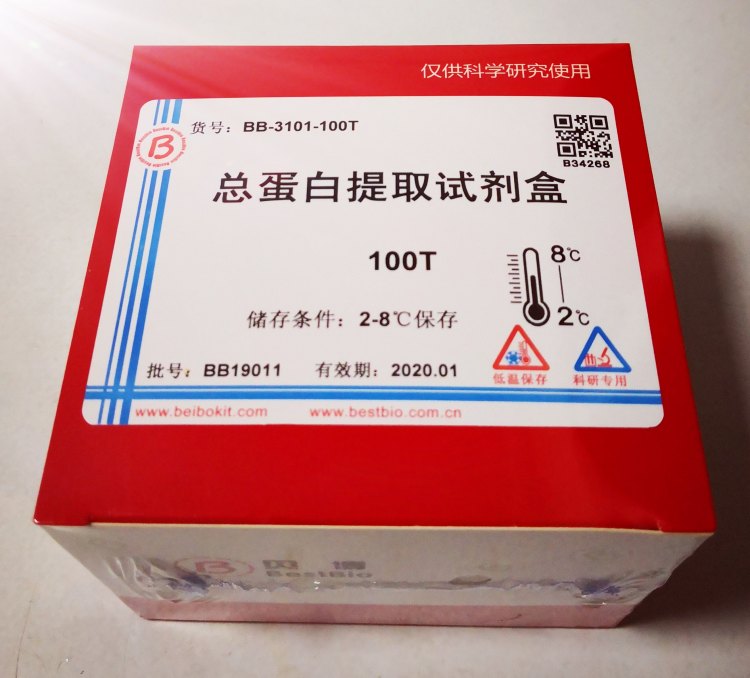 仅供科学研究使用
货号: BB-3101-100T
B34268
B
总蛋白提取试剂盒
100T
8℃
2℃
储存条件: 2-8℃保存
低温保存
科研专用
批号: BB19011 有效期: 2020.01
www.beibokit.com www.bestbio.com.cn
B
贝博
BestBio